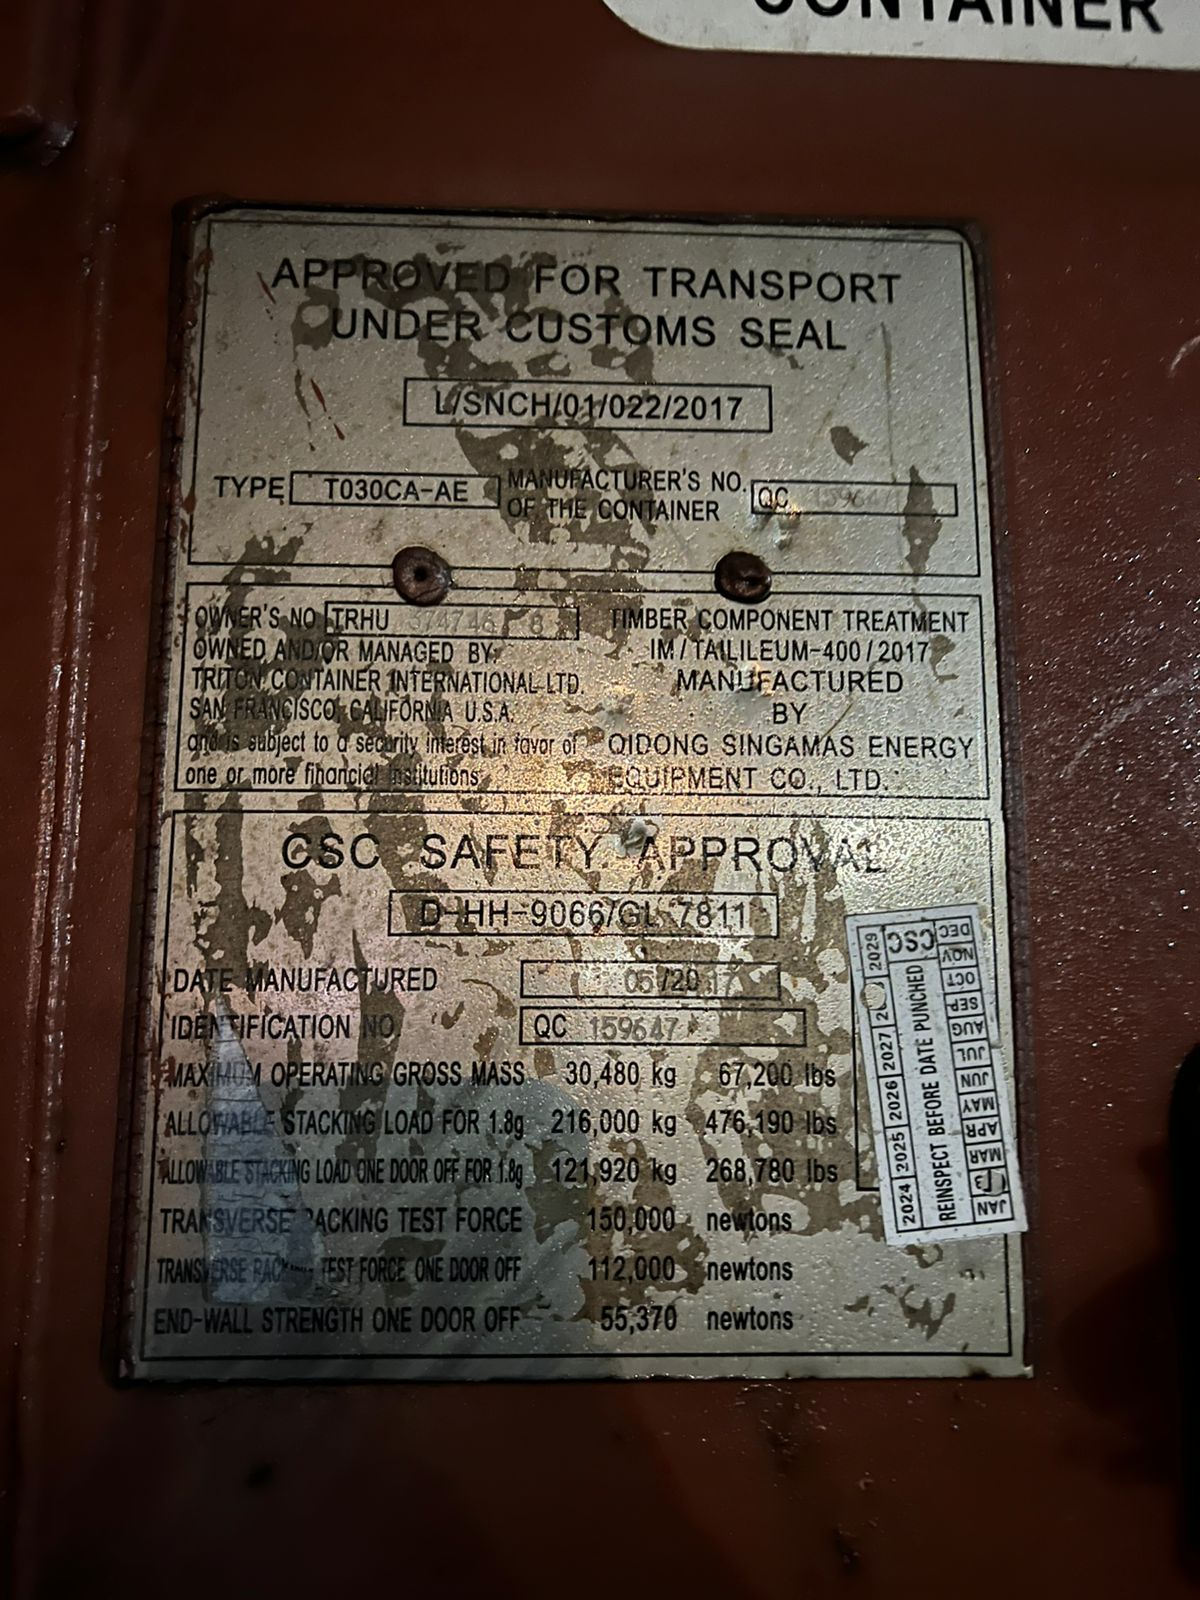 CONTAINER
APPROVED FOR TRANSPORT
UNDER CUSTOMS SEAL
L/SNCH/01/022/2017
TYPE T030CA-AE MANUFACTURER'S NO. OF THE CONTAINER QC 159647
OWNER'S NO TRHU
OWNED AND/OR MANAGED BY:
TRITON CONTAINER INTERNATIONAL LTD.
SAN FRANCISCO, CALIFORNIA U.S.A.
and is subject to a security interest in favor of
one or more financial institutions
TIMBER COMPONENT TREATMENT
IM / TAILILEUM-400 / 2017
MANUFACTURED
BY
QIDONG SINGAMAS ENERGY
EQUIPMENT CO., LTD.
CSC SAFETY APPROVAL
D-HH-9066/GL 7811
DATE MANUFACTURED 05/2017
IDENTIFICATION NO. QC 159647
MAXIMUM OPERATING GROSS MASS 30,480 kg 67,200 lbs
ALLOWABLE STACKING LOAD FOR 1.8g 216,000 kg 476,190 lbs
ALLOWABLE STACKING LOAD ONE DOOR OFF FOR 1.8g 121,920 kg 268,780 lbs
TRANSVERSE RACKING TEST FORCE 150,000 newtons
TRANSVERSE RACKING TEST FORCE ONE DOOR OFF 112,000 newtons
END-WALL STRENGTH ONE DOOR OFF 55,370 newtons
2024 2025 2026 2027 2029
REINSPECT BEFORE DATE PUNCHED
CSC
JAN MAR APR MAY JUN JUL AUG SEP OCT NOV DEC